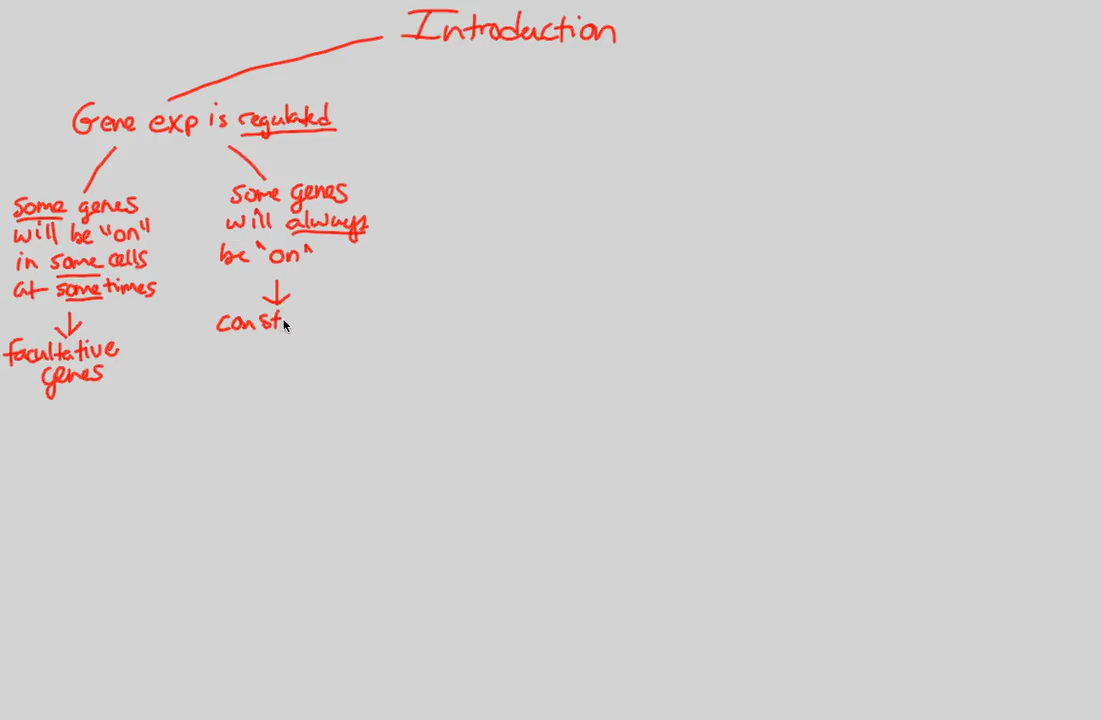 Introduction
Gene exp is regulated
Some genes
will be "on"
in some cells
at some times
facultative
genes
Some genes
will always
be "on"
const